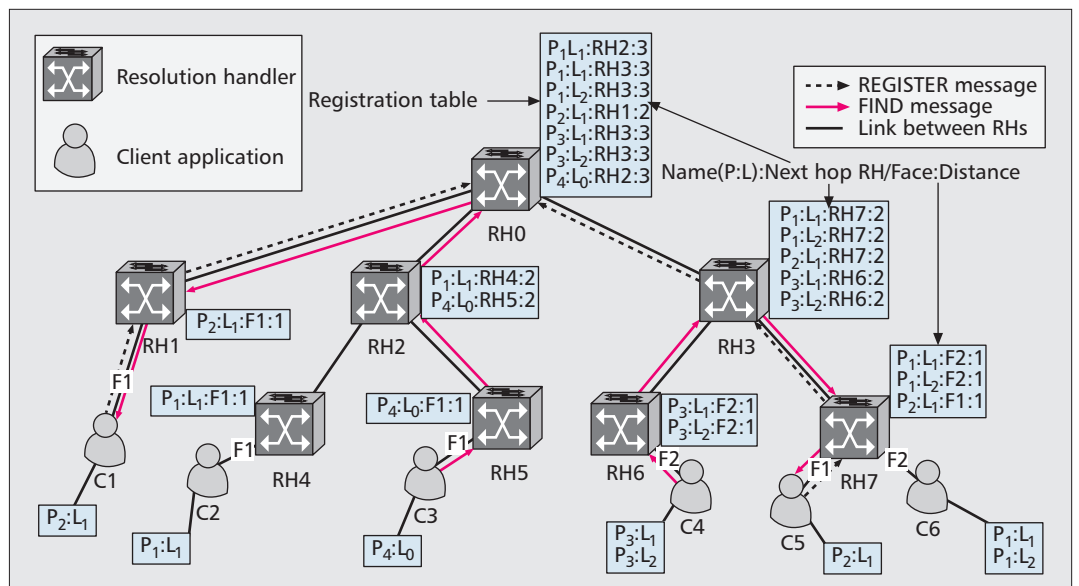 Resolution handler
Client application
Registration table
P₁L₁:RH2:3
P₁:L₁:RH3:3
P₁:L₂:RH3:3
P₂:L₁:RH1:2
P₃:L₁:RH3:3
P₃:L₂:RH3:3
P₄:L₀:RH2:3
REGISTER message
FIND message
Link between RHs
Name(P:L):Next hop RH/Face:Distance
RH0
P₁:L₁:RH7:2
P₁:L₂:RH7:2
P₂:L₁:RH7:2
P₃:L₁:RH6:2
P₃:L₂:RH6:2
P₁:L₁:RH4:2
P₄:L₀:RH5:2
P₂:L₁:F1:1
RH1
RH2
RH3
P₁:L₁:F2:1
P₁:L₂:F2:1
P₂:L₁:F1:1
F1
P₁:L₁:F1:1
P₄:L₀:F1:1
P₃:L₁:F2:1
P₃:L₂:F2:1
F1
F1
F2
F1
F2
C1
C2
RH4
C3
RH5
RH6
C4
C5
RH7
C6
P₂:L₁
P₁:L₁
P₄:L₀
P₃:L₁
P₃:L₂
P₂:L₁
P₁:L₁
P₁:L₂